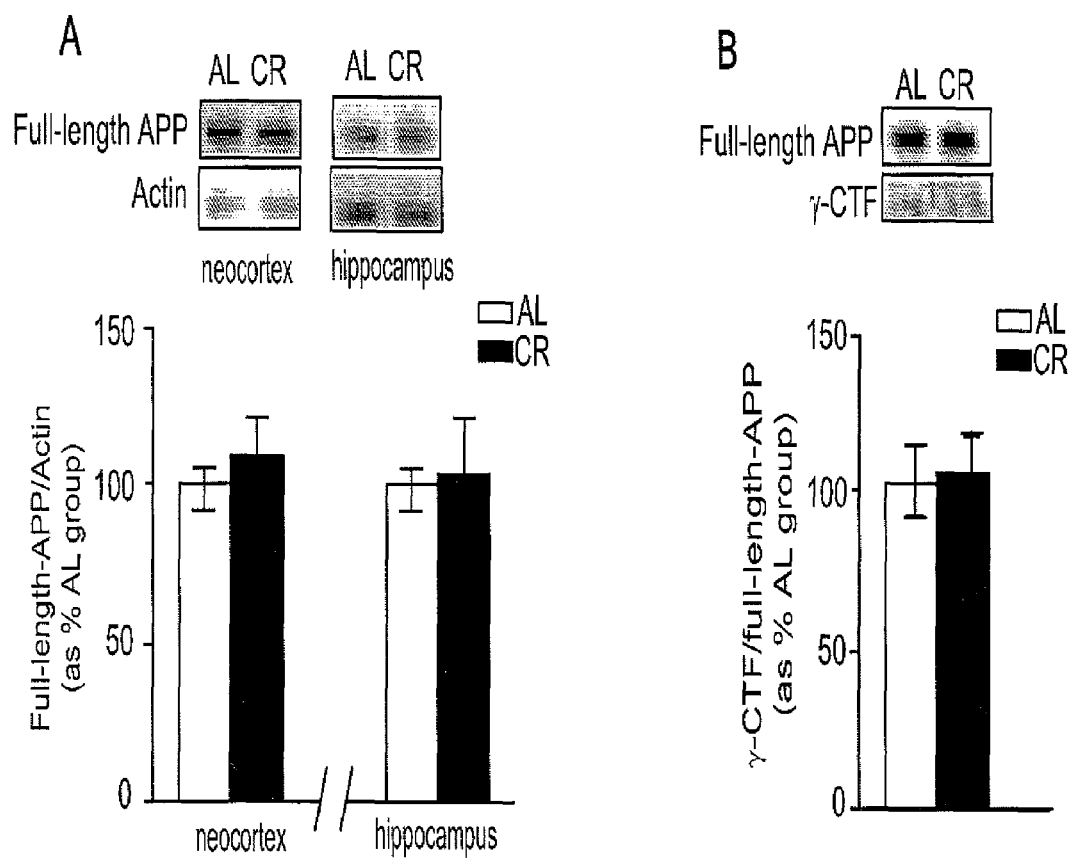 A
AL CR
AL CR
Full-length APP
Actin
neocortex
hippocampus
AL
CR
150
100
50
0
Full-length-APP/Actin
(as % AL group)
neocortex
hippocampus
B
AL CR
Full-length APP
γ-CTF
AL
CR
150
100
50
0
γ-CTF/full-length-APP
(as % AL group)